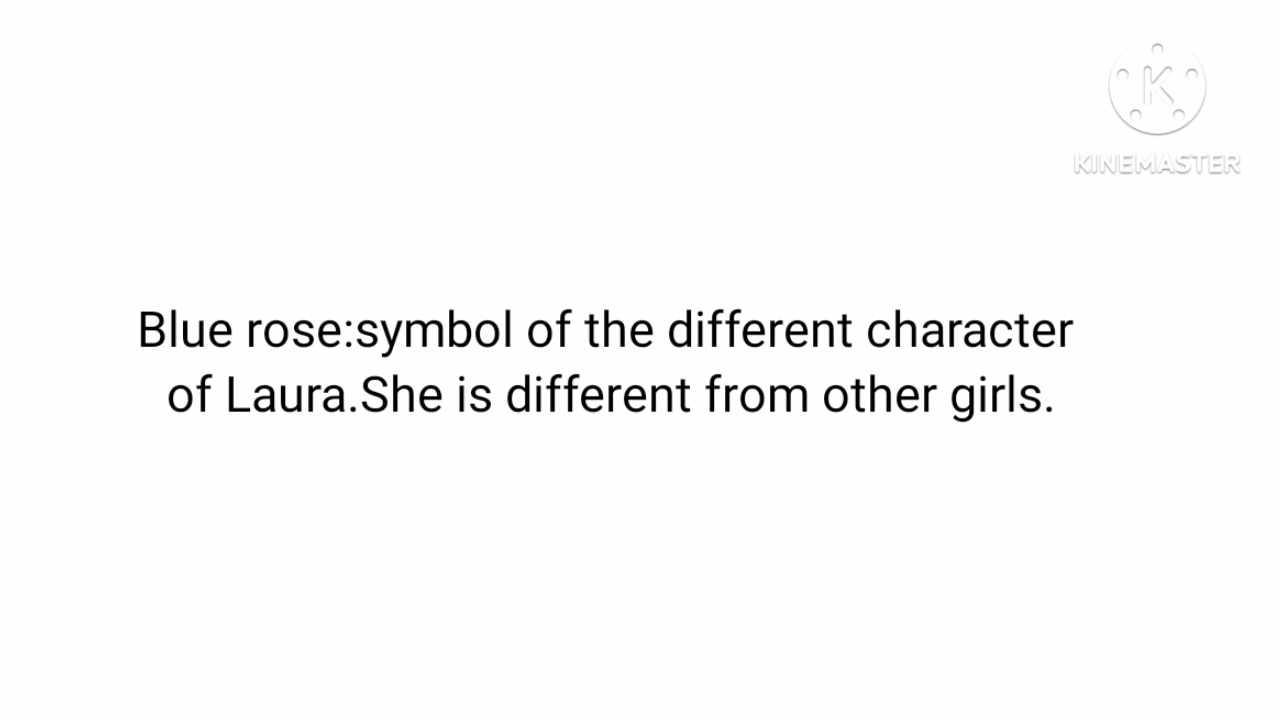 K
KINEMASTER
Blue rose:symbol of the different character
of Laura.She is different from other girls.